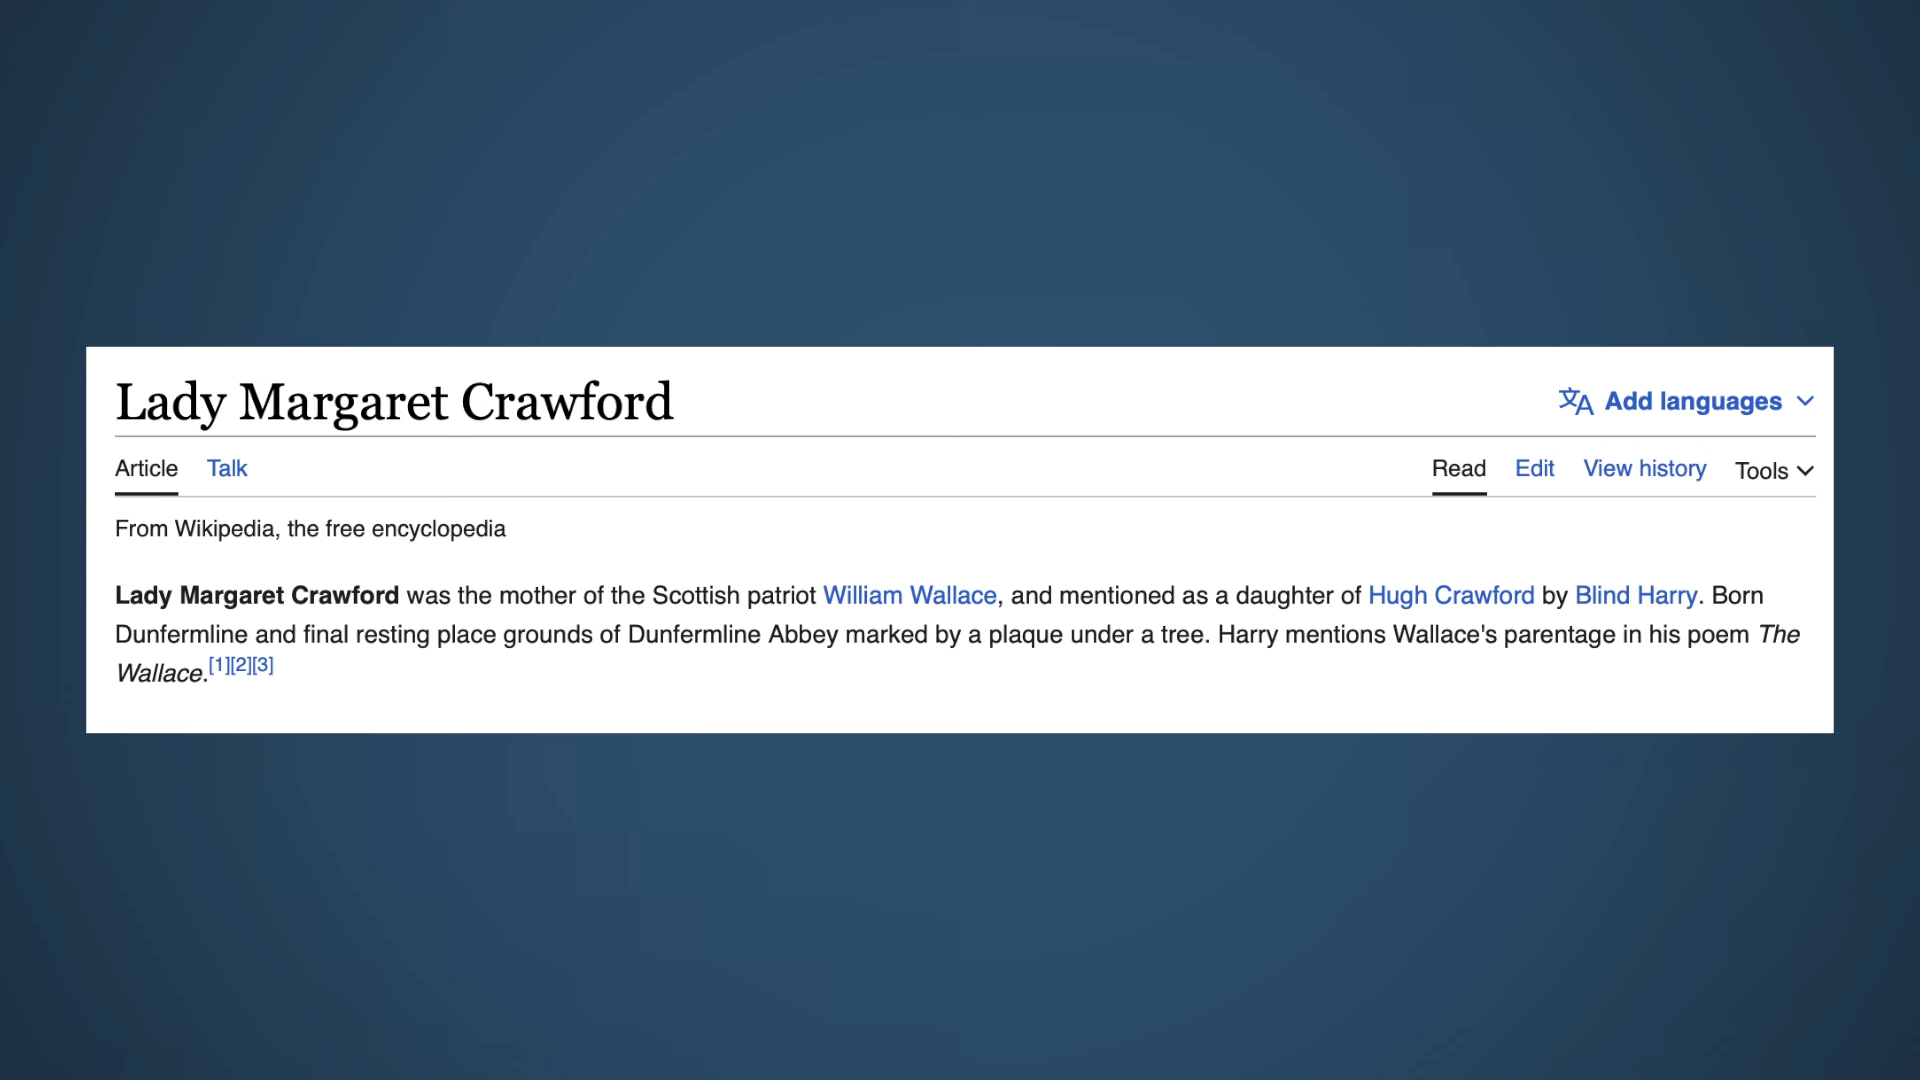 Lady Margaret Crawford
文A Add languages
Article Talk Read Edit View history Tools
From Wikipedia, the free encyclopedia
Lady Margaret Crawford was the mother of the Scottish patriot William Wallace, and mentioned as a daughter of Hugh Crawford by Blind Harry. Born
Dunfermline and final resting place grounds of Dunfermline Abbey marked by a plaque under a tree. Harry mentions Wallace's parentage in his poem The
Wallace.[1][2][3]